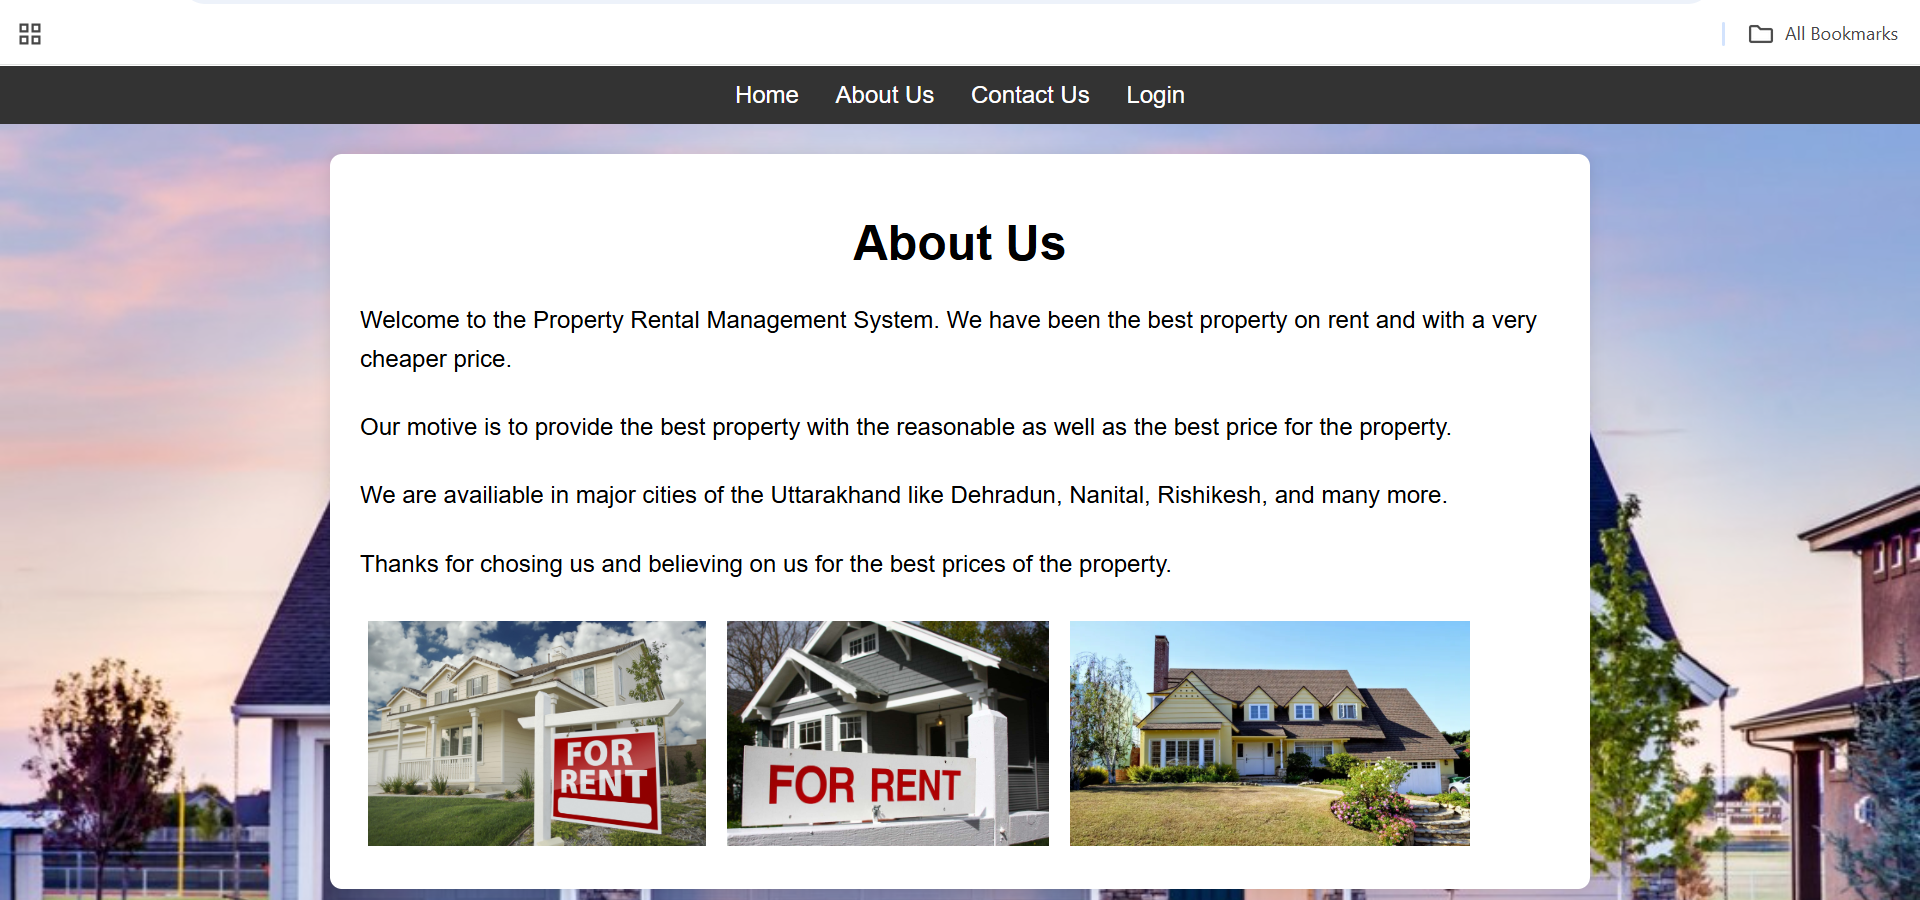 All Bookmarks
Home About Us Contact Us Login
About Us
Welcome to the Property Rental Management System. We have been the best property on rent and with a very
cheaper price.
Our motive is to provide the best property with the reasonable as well as the best price for the property.
We are availiable in major cities of the Uttarakhand like Dehradun, Nanital, Rishikesh, and many more.
Thanks for chosing us and believing on us for the best prices of the property.
FOR
RENT
FOR RENT